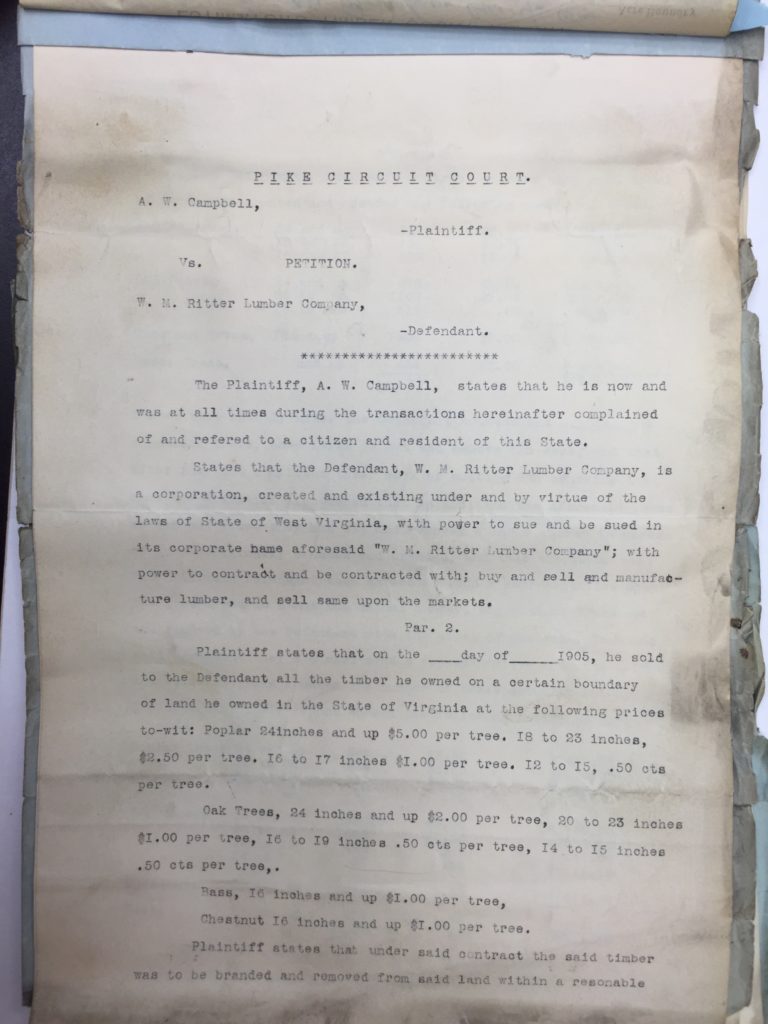 PIKE CIRCUIT COURT.
A. W. Campbell,
-Plaintiff.
Vs. PETITION.
W. M. Ritter Lumber Company,
-Defendant.
************************
The Plaintiff, A. W. Campbell, states that he is now and
was at all times during the transactions hereinafter complained
of and refered to a citizen and resident of this State.
States that the Defendant, W. M. Ritter Lumber Company, is
a corporation, created and existing under and by virtue of the
laws of State of West Virginia, with power to sue and be sued in
its corporate name aforesaid "W. M. Ritter Lumber Company"; with
power to contract and be contracted with; buy and sell and manufac-
ture lumber, and sell same upon the markets.
Par. 2.
Plaintiff states that on the ____day of______I905, he sold
to the Defendant all the timber he owned on a certain boundary
of land he owned in the State of Virginia at the following prices
to-wit: Poplar 24inches and up $5.00 per tree. I8 to 23 inches,
$2.50 per tree. I6 to I7 inches $I.00 per tree. I2 to I5, .50 cts
per tree.
Oak Trees, 24 inches and up $2.00 per tree, 20 to 23 inches
$I.00 per tree, I6 to I9 inches .50 cts per tree, I4 to I5 inches
.50 cts per tree,.
Bass, I6 inches and up $I.00 per tree,
Chestnut I6 inches and up $I.00 per tree.
Plaintiff states that under said contract the said timber
was to be branded and removed from said land within a resonable